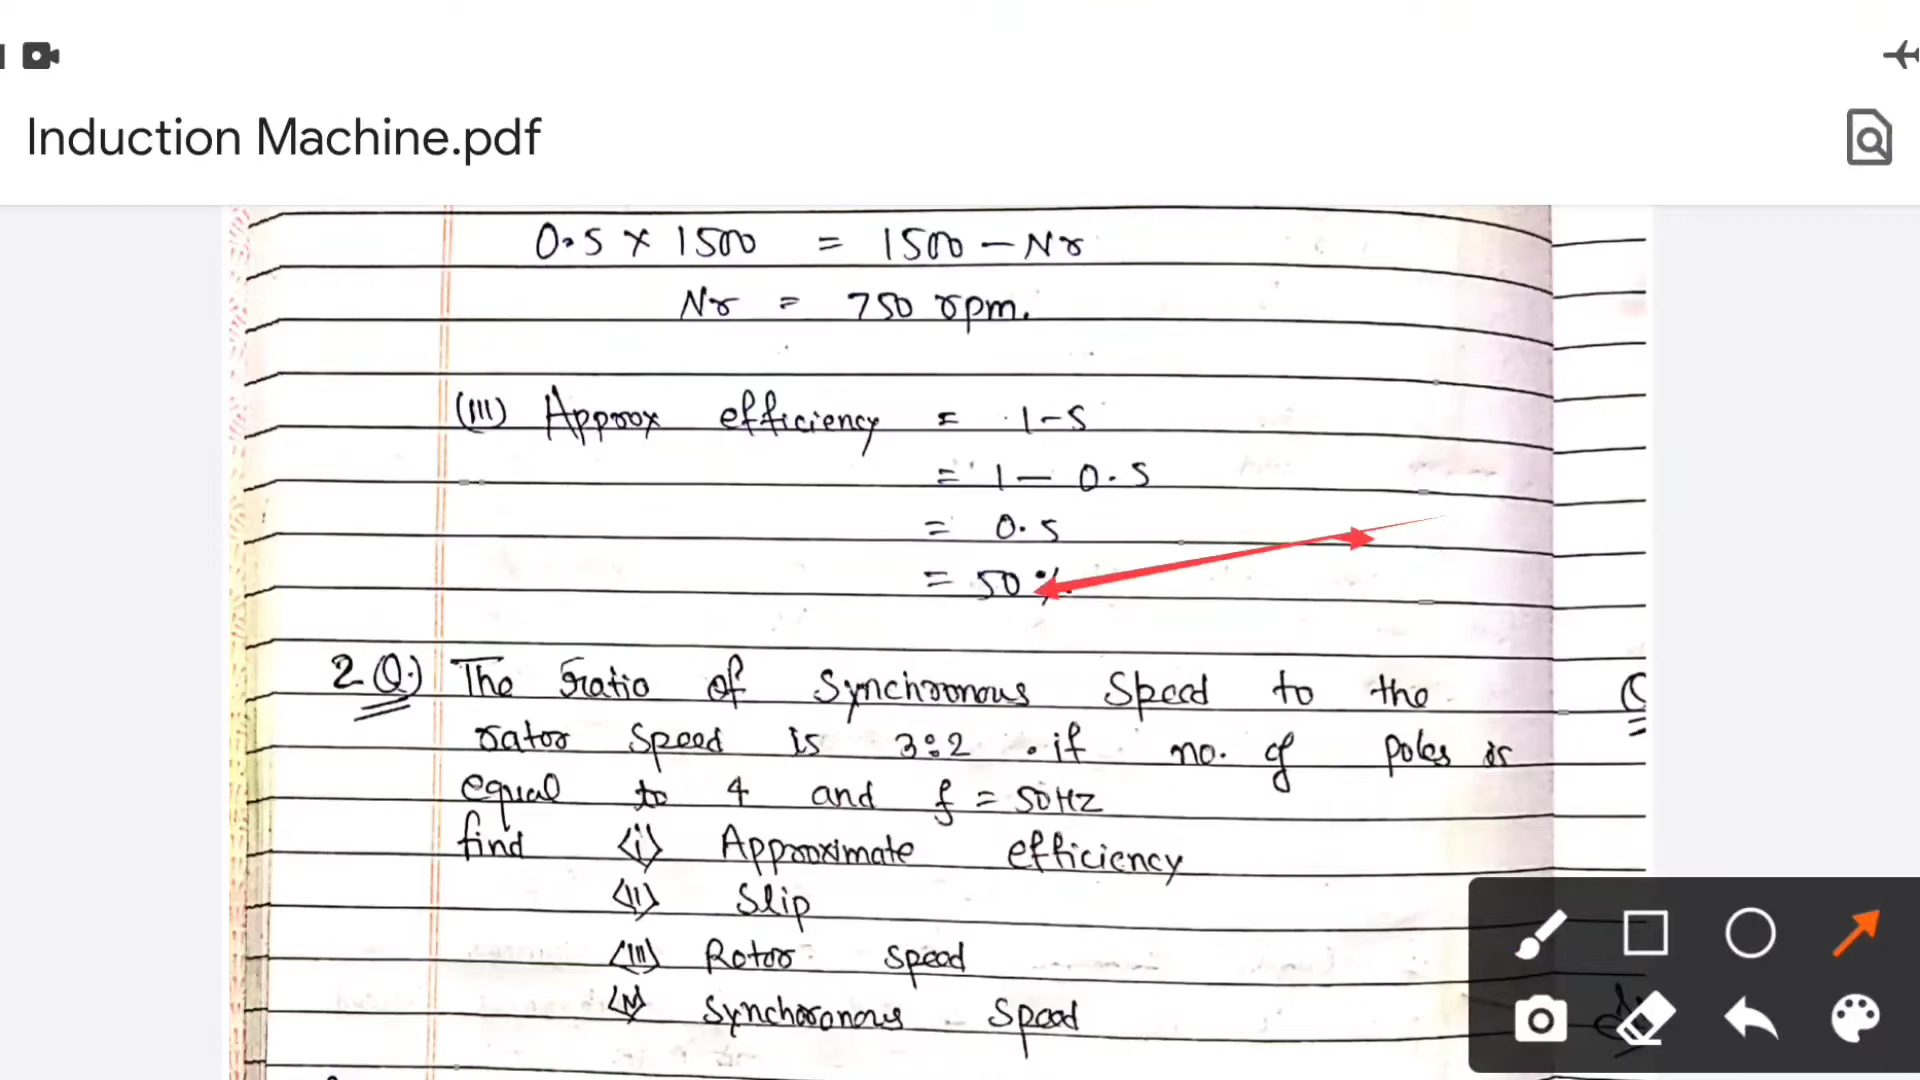 Induction Machine.pdf
0.5 × 1500 = 1500 - Nr
Nr = 750 rpm.
(III) Approx efficiency = 1-S
= 1 - 0.5
= 0.5
= 50%
2Q.) The ratio of Synchronous Speed to the
rator speed is 3:2 . if no. of poles is
equal to 4 and f = 50HZ
find (i) Approximate efficiency
(II) Slip
(III) Rotor speed
(IV) Synchoronous Speed